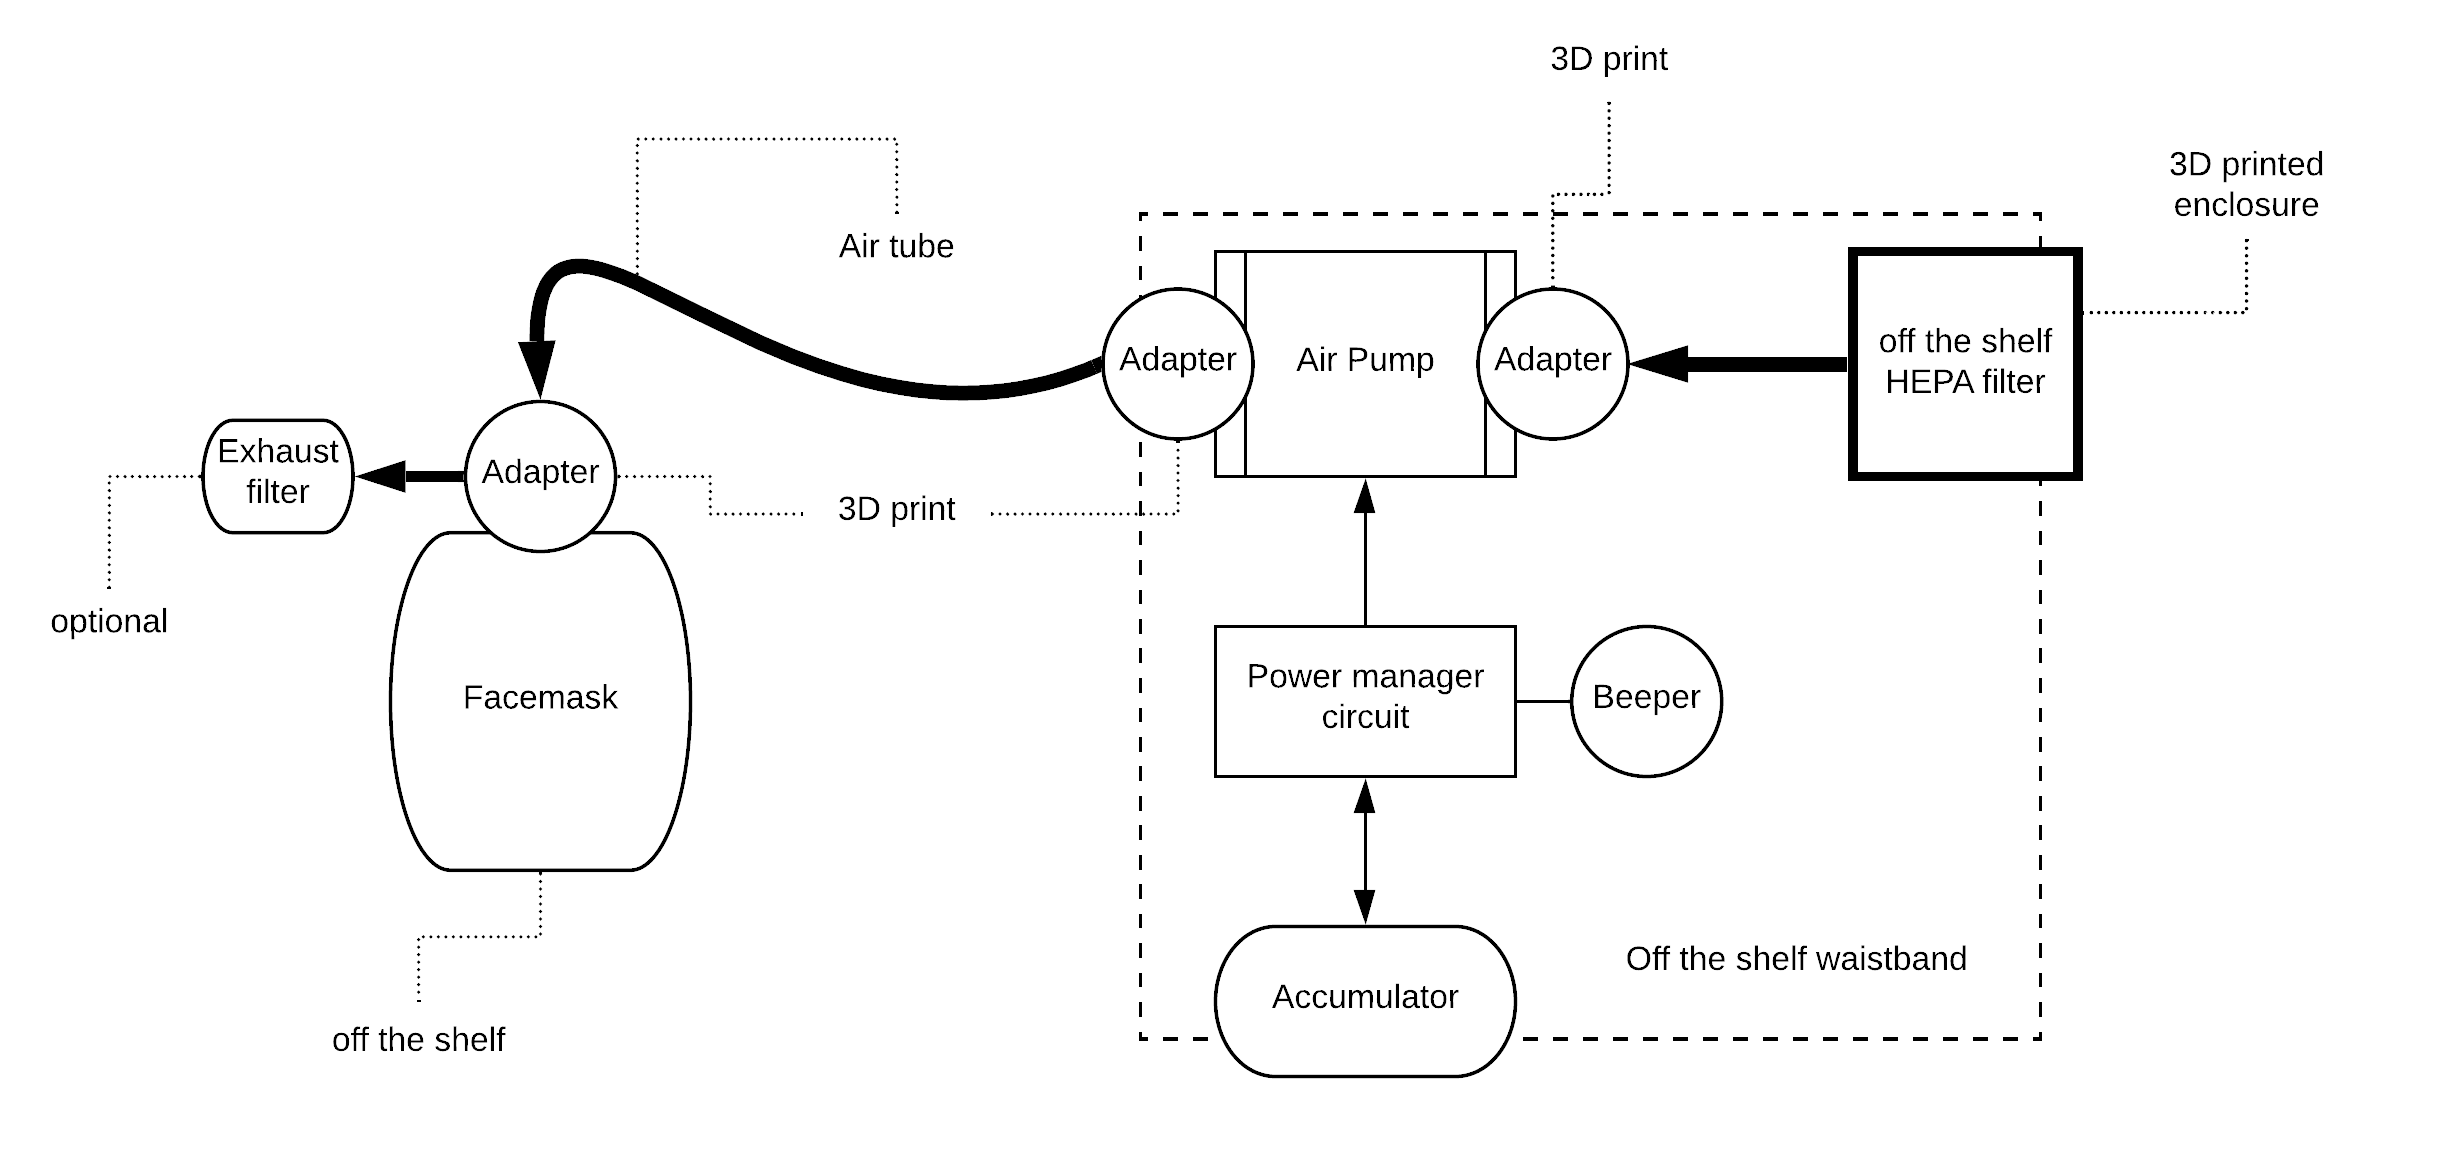 3D print
3D printed
enclosure
Air tube
Adapter
Air Pump
Adapter
off the shelf
HEPA filter
Exhaust
filter
Adapter
3D print
optional
Facemask
Power manager
circuit
Beeper
Off the shelf waistband
Accumulator
off the shelf